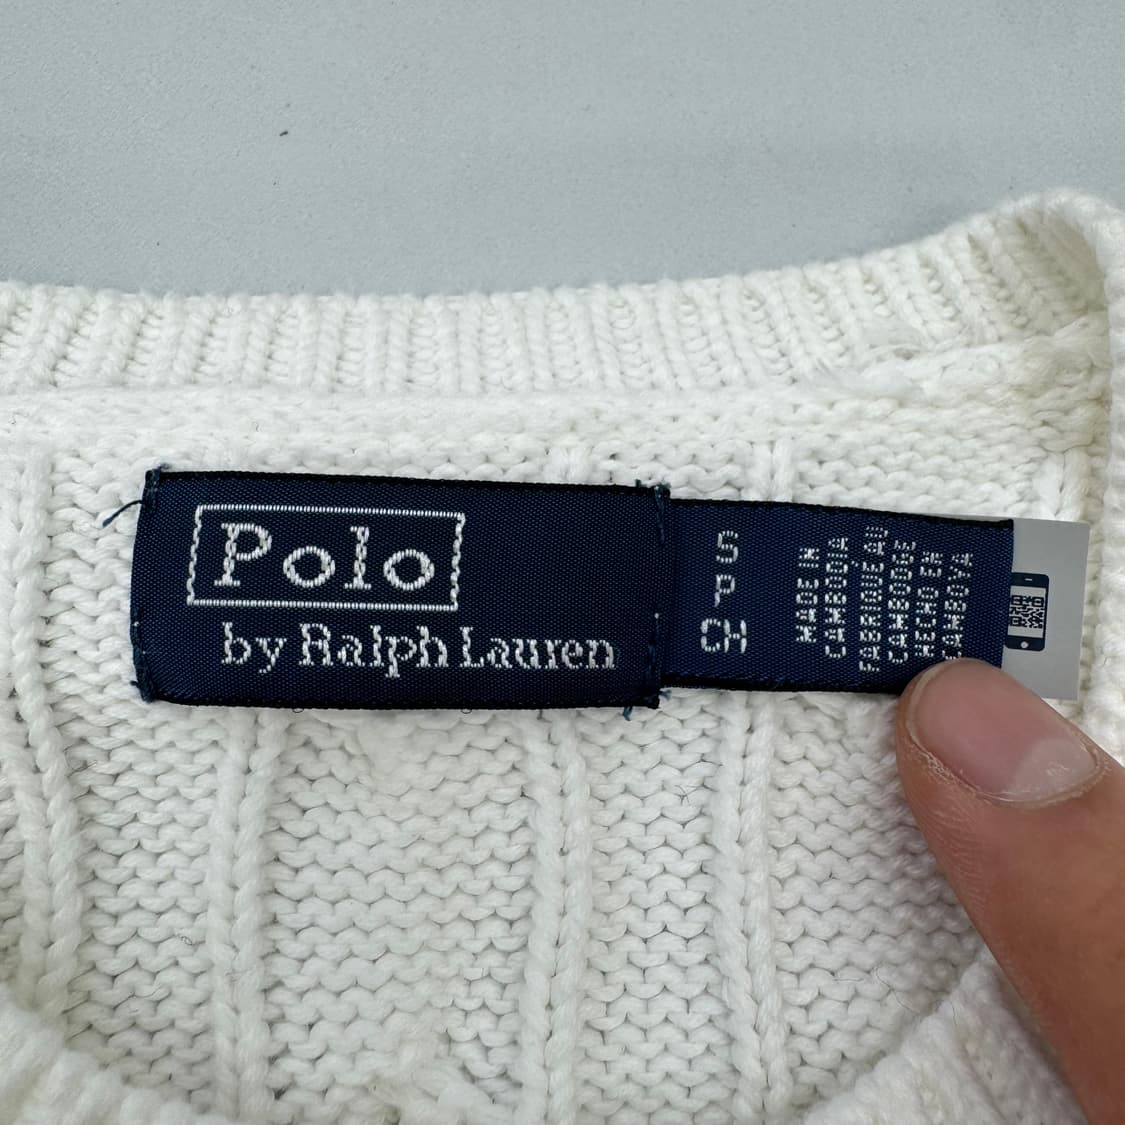 Polo
by Ralph Lauren
S
P
CH
MADE IN
CAMBODIA
FABRIQUE AU
CAMBODGE
HECHO EN
CAMBOYA